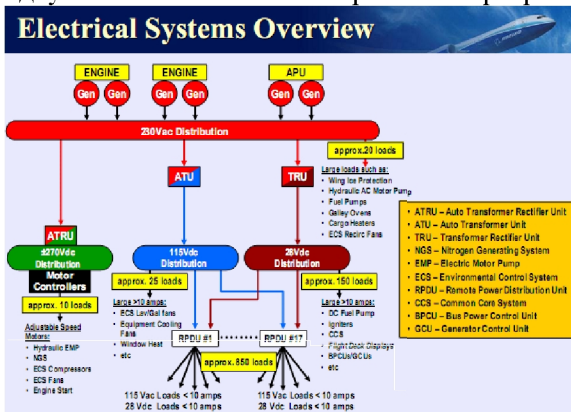 Electrical Systems Overview
ENGINE
ENGINE
APU
Gen Gen Gen Gen Gen Gen
230Vac Distribution
approx.20 loads
ATU
TRU
Large loads such as:
• Wing Ice Protection
• Hydraulic AC Motor Pump
• Fuel Pumps
• Galley Ovens
• Cargo Heaters
• ECS Recirc Fans
ATRU
±270Vdc
Distribution
Motor
Controllers
approx. 10 loads
Adjustable Speed
Motors:
• Hydraulic EMP
• NGS
• ECS Compressors
• ECS Fans
• Engine Start
115Vdc
Distribution
approx. 25 loads
Large >10 amps:
• ECS Lav/Gal fans
• Equipment Cooling
Fans
• Window Heat
• etc
28Vdc
Distribution
approx. 150 loads
Large >10 amps:
• DC Fuel Pump
• Igniters
• CCS
• Flight Deck Displays
• BPCUs/GCUs
• etc
RPDU #1
RPDU #17
approx.850 loads
115 Vac Loads < 10 amps
28 Vdc Loads < 10 amps
115 Vac Loads < 10 amps
28 Vdc Loads < 10 amps
• ATRU – Auto Transformer Rectifier Unit
• ATU – Auto Transformer Unit
• TRU – Transformer Rectifier Unit
• NGS – Nitrogen Generating System
• EMP – Electric Motor Pump
• ECS – Environmental Control System
• RPDU – Remote Power Distribution Unit
• CCS – Common Core System
• BPCU – Bus Power Control Unit
• GCU – Generator Control Unit